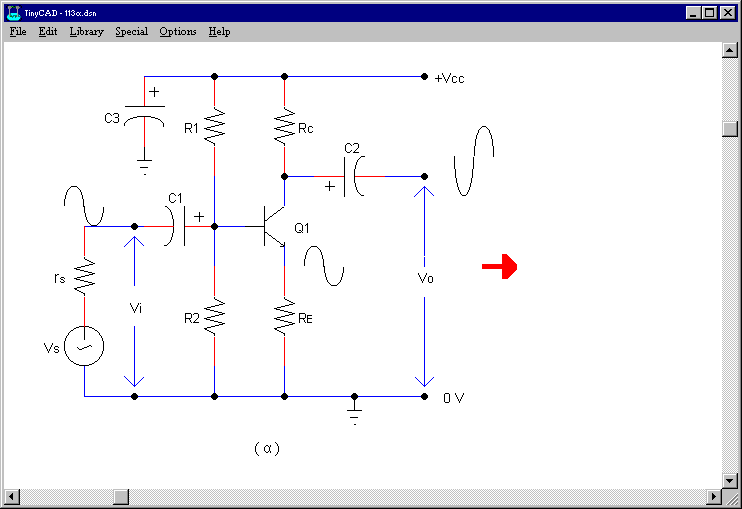 TinyCAD - 113α.dsn
File Edit Library Special Options Help
+Vcc
+
C3
R1
Rc
C2
+
C1
+
Q1
rs
Vi
Vo
R2
RE
Vs
0 V
(α)